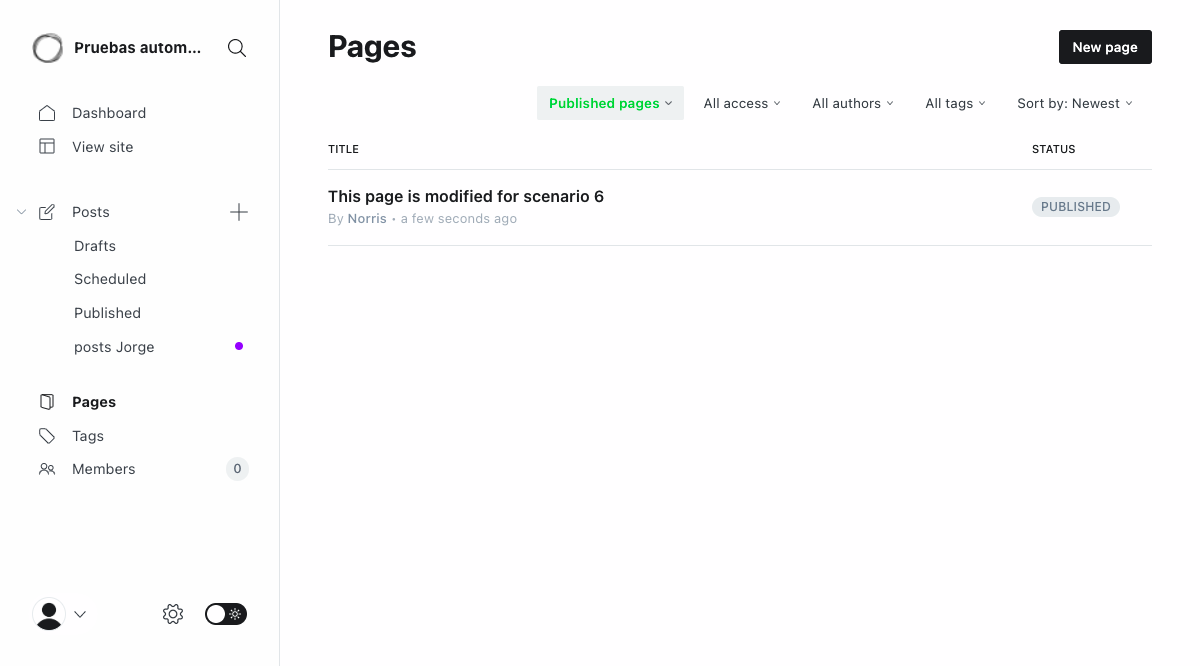 Pruebas autom...
Dashboard
View site
Posts
Drafts
Scheduled
Published
posts Jorge
Pages
Tags
Members 0
Pages
New page
Published pages All access All authors All tags Sort by: Newest
TITLE STATUS
This page is modified for scenario 6
By Norris • a few seconds ago
PUBLISHED